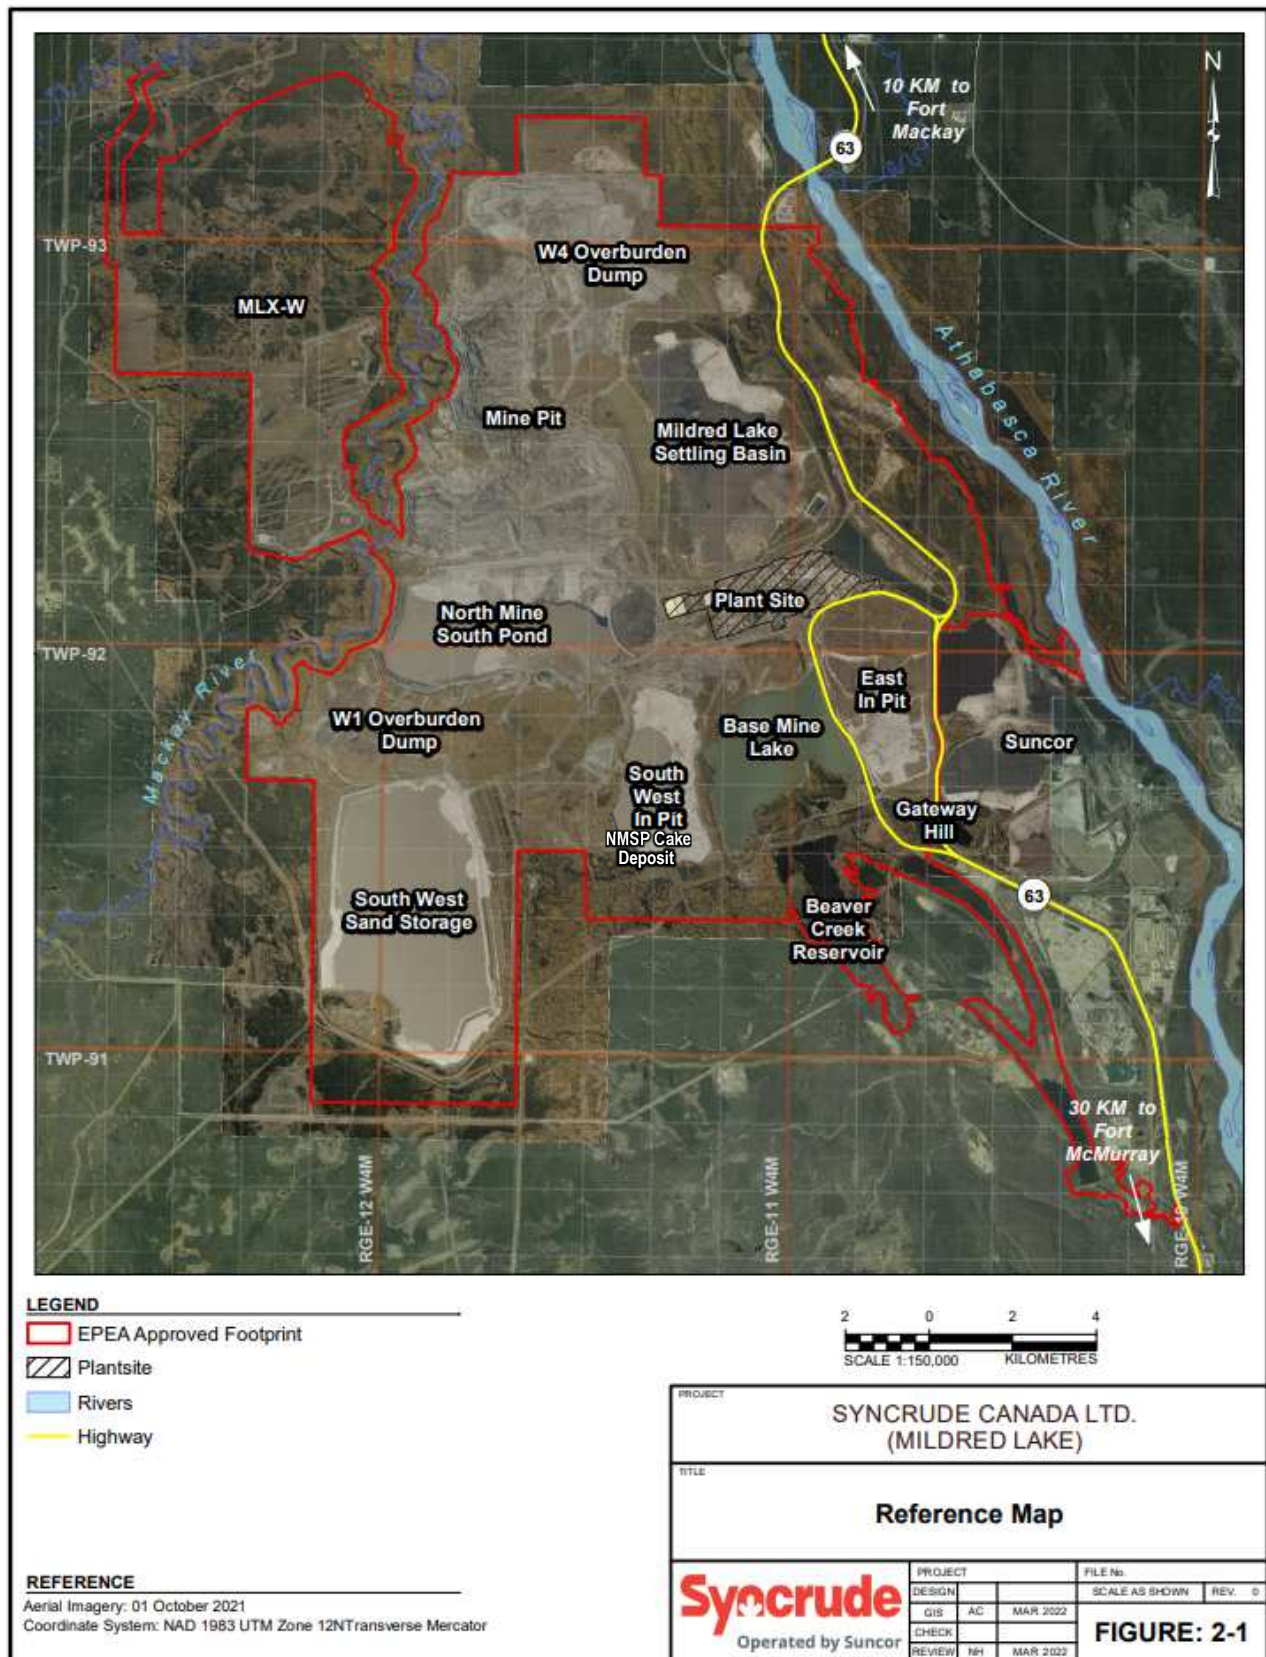 N
10 KM to
Fort
Mackay
63
TWP-93
W4 Overburden
Dump
MLX-W
Athabasca River
Mine Pit
Mildred Lake
Settling Basin
Plant Site
North Mine
South Pond
TWP-92
Mackay River
East
In Pit
W1 Overburden
Dump
Base Mine
Lake
Suncor
South
West
In Pit
NMSP Cake
Deposit
Gateway
Hill
63
South West
Sand Storage
Beaver
Creek
Reservoir
TWP-91
30 KM to
Fort
McMurray
RGE-12 W4M
RGE-11 W4M
RGE-10 W4M
LEGEND
EPEA Approved Footprint
Plantsite
Rivers
Highway
2 0 2 4
SCALE 1:150,000 KILOMETRES
PROJECT
SYNCRUDE CANADA LTD.
(MILDRED LAKE)
TITLE
Reference Map
REFERENCE
Aerial Imagery: 01 October 2021
Coordinate System: NAD 1983 UTM Zone 12NTransverse Mercator
Syncrude
Operated by Suncor
PROJECT FILE No.
DESIGN SCALE AS SHOWN REV. 0
GIS AC MAR 2022
CHECK
REVIEW NH MAR 2022
FIGURE: 2-1